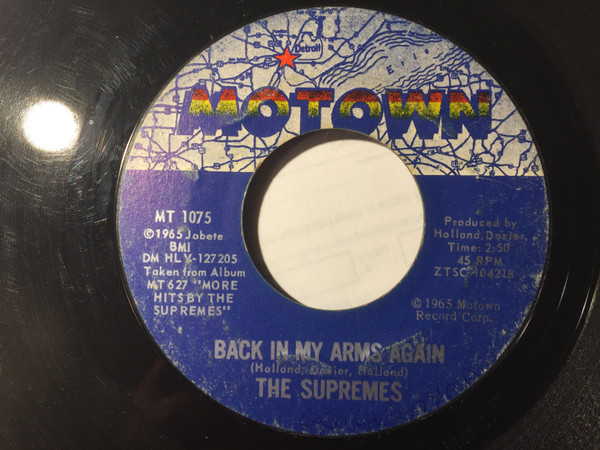 Detroit
Erie
MOTOWN
MT 1075
©1965 Jobete
BMI
DM HLV-127205
Taken from Album
MT 627 "MORE
HITS BY THE
SUPREMES"
Produced by
Holland, Dozier
Time: 2:50
45 RPM
ZTSC-104218
©1965 Motown
Record Corp.
BACK IN MY ARMS AGAIN
(Holland, Dozier, Holland)
THE SUPREMES